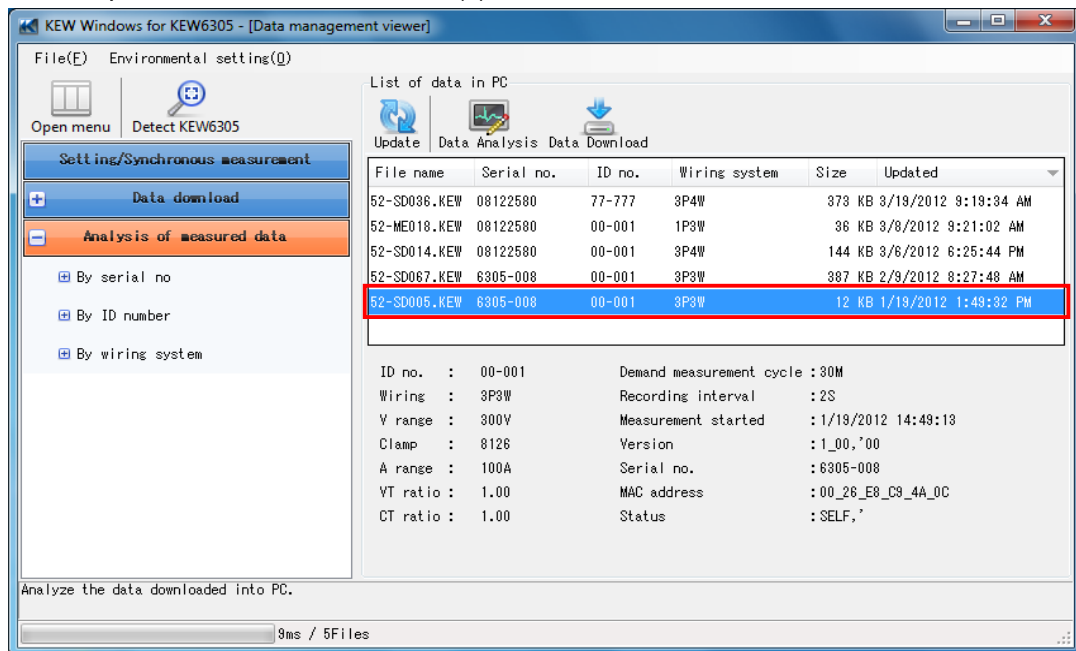 KEW Windows for KEW6305 - [Data management viewer]
File(F) Environmental setting(O)
Open menu Detect KEW6305
Setting/Synchronous measurement
Data download
Analysis of measured data
By serial no
By ID number
By wiring system
List of data in PC
Update Data Analysis Data Download
File name Serial no. ID no. Wiring system Size Updated
52-SD036.KEW 08122580 77-777 3P4W 373 KB 3/19/2012 9:19:34 AM
52-ME018.KEW 08122580 00-001 1P3W 36 KB 3/8/2012 9:21:02 AM
52-SD014.KEW 08122580 00-001 3P4W 144 KB 3/6/2012 6:25:44 PM
52-SD067.KEW 6305-008 00-001 3P3W 387 KB 2/9/2012 8:27:48 AM
52-SD005.KEW 6305-008 00-001 3P3W 12 KB 1/19/2012 1:49:32 PM
ID no. : 00-001 Demand measurement cycle :30M
Wiring : 3P3W Recording interval :2S
V range : 300V Measurement started :1/19/2012 14:49:13
Clamp : 8126 Version :1_00,'00
A range : 100A Serial no. :6305-008
VT ratio : 1.00 MAC address :00_26_E8_C9_4A_0C
CT ratio : 1.00 Status :SELF,'
Analyze the data downloaded into PC.
9ms / 5Files